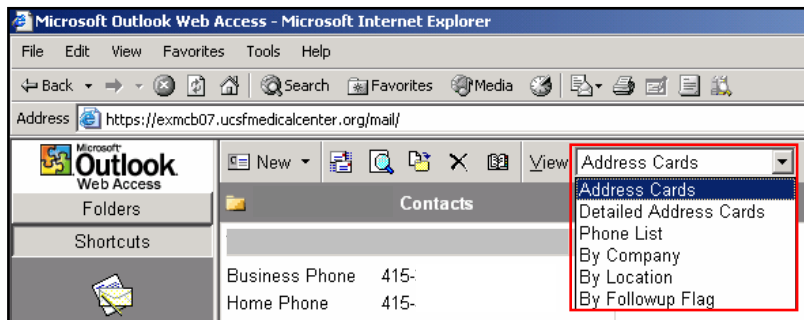 Microsoft Outlook Web Access - Microsoft Internet Explorer
File Edit View Favorites Tools Help
Back Search Favorites Media
Address https://exmcb07.ucsfmedicalcenter.org/mail/
Microsoft
Outlook
Web Access
New View Address Cards
Folders
Contacts
Address Cards
Detailed Address Cards
Phone List
By Company
By Location
By Followup Flag
Shortcuts
Business Phone 415-
Home Phone 415-